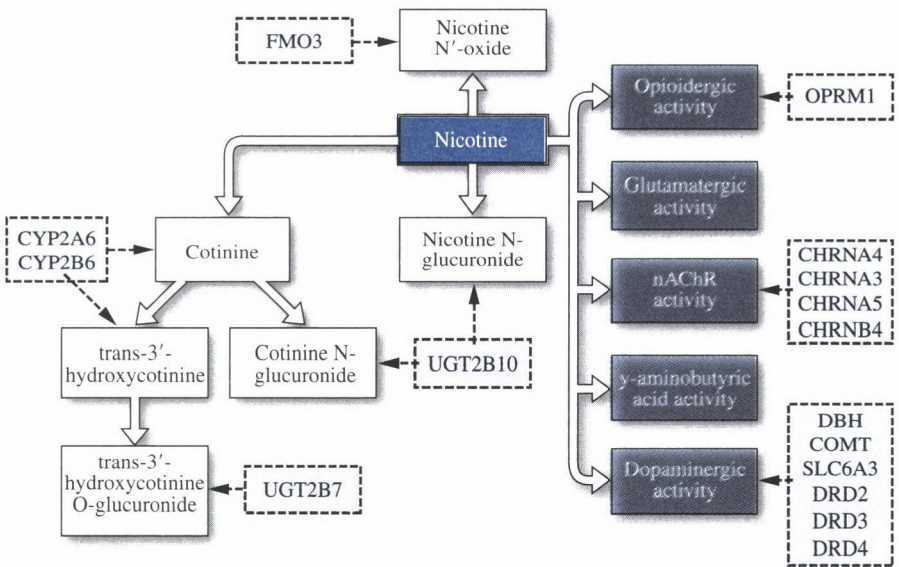 FMO3
Nicotine
N′-oxide
Opioidergic
activity
OPRM1
Nicotine
Glutamatergic
activity
CYP2A6
CYP2B6
Cotinine
Nicotine N-
glucuronide
nAChR
activity
CHRNA4
CHRNA3
CHRNA5
CHRNB4
trans-3′-
hydroxycotinine
Cotinine N-
glucuronide
UGT2B10
y-aminobutyric
acid activity
trans-3′-
hydroxycotinine
O-glucuronide
UGT2B7
Dopaminergic
activity
DBH
COMT
SLC6A3
DRD2
DRD3
DRD4